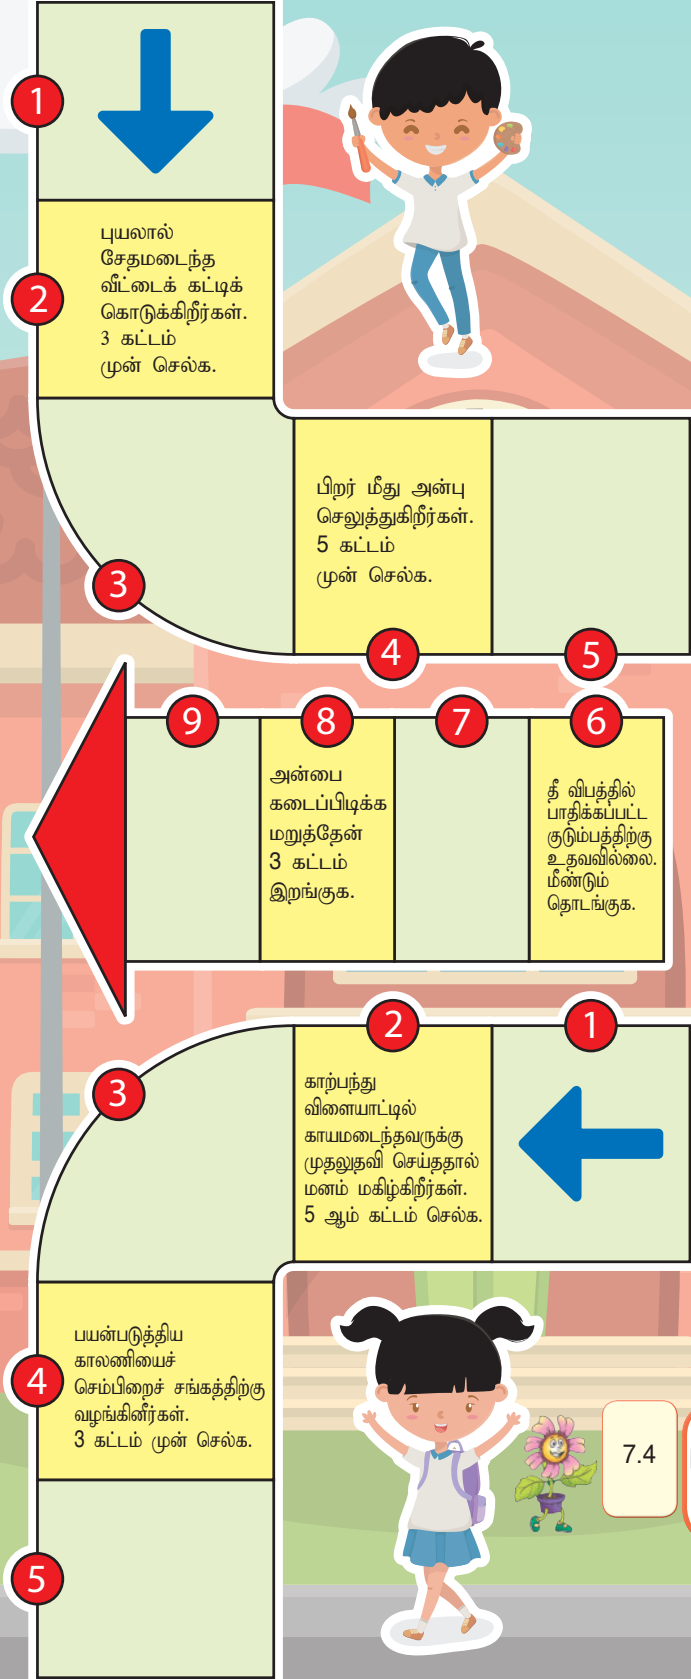 1
புயலால்
சேதமடைந்த
வீட்டைக் கட்டிக்
கொடுக்கிறீர்கள்.
3 கட்டம்
முன் செல்க.
2
3
பிறர் மீது அன்பு
செலுத்துகிறீர்கள்.
5 கட்டம்
முன் செல்க.
4
5
9
8
7
6
அன்பை
கடைப்பிடிக்க
மறுத்தேன்
3 கட்டம்
இறங்குக.
தீ விபத்தில்
பாதிக்கப்பட்ட
குடும்பத்திற்கு
உதவவில்லை.
மீண்டும்
தொடங்குக.
2
1
3
காற்பந்து
விளையாட்டில்
காயமடைந்தவருக்கு
முதலுதவி செய்ததால்
மனம் மகிழ்கிறீர்கள்.
5 ஆம் கட்டம் செல்க.
பயன்படுத்திய
காலணியைச்
செம்பிறைச் சங்கத்திற்கு
வழங்கினீர்கள்.
3 கட்டம் முன் செல்க.
4
7.4
5